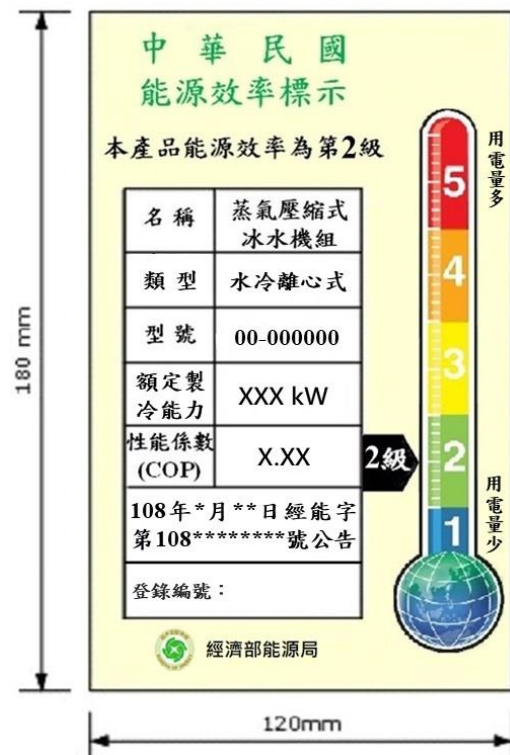 中華民國
能源效率標示
本產品能源效率為第2級
名稱
蒸氣壓縮式
冰水機組
類型
水冷離心式
型號
00-000000
額定製
冷能力
XXX kW
性能係數
(COP)
X.XX
108年*月**日經能字
第108********號公告
登錄編號：
經濟部能源局
2級
用電量多
5
4
3
2
1
用電量少
180 mm
120mm